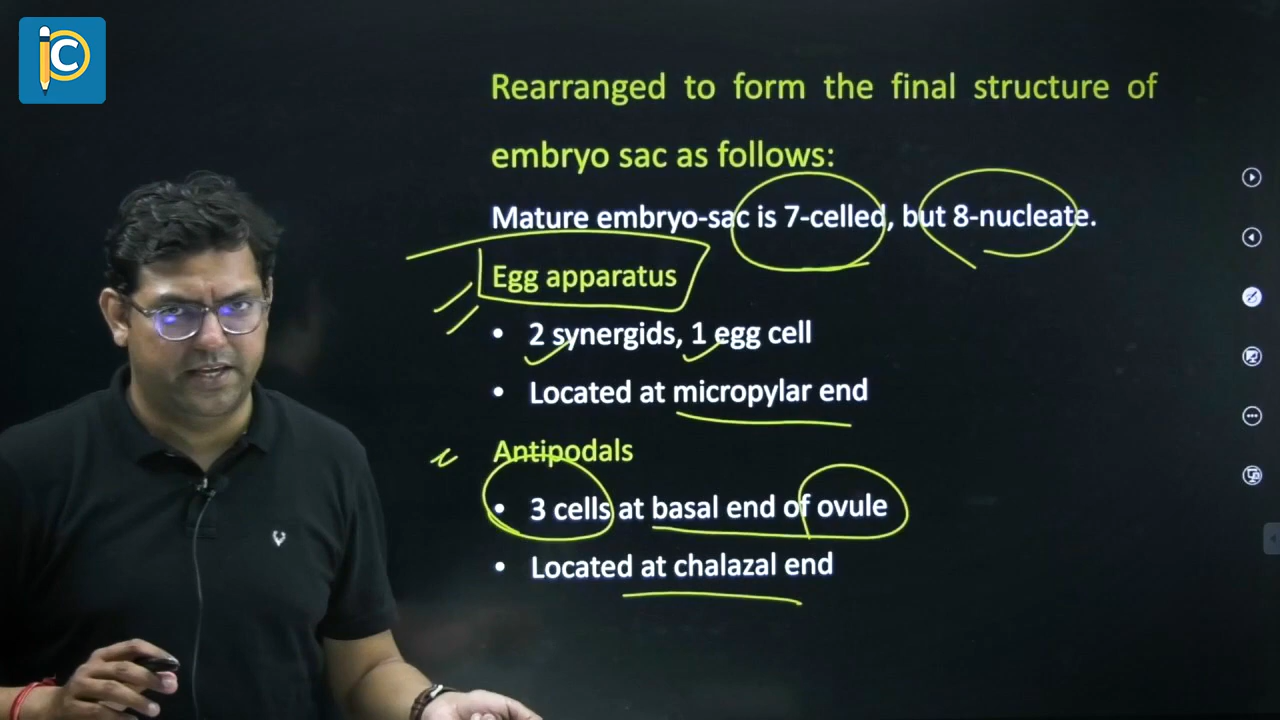 Rearranged to form the final structure of
embryo sac as follows:
Mature embryo-sac is 7-celled, but 8-nucleate.
Egg apparatus
• 2 synergids, 1 egg cell
• Located at micropylar end
Antipodals
• 3 cells at basal end of ovule
• Located at chalazal end